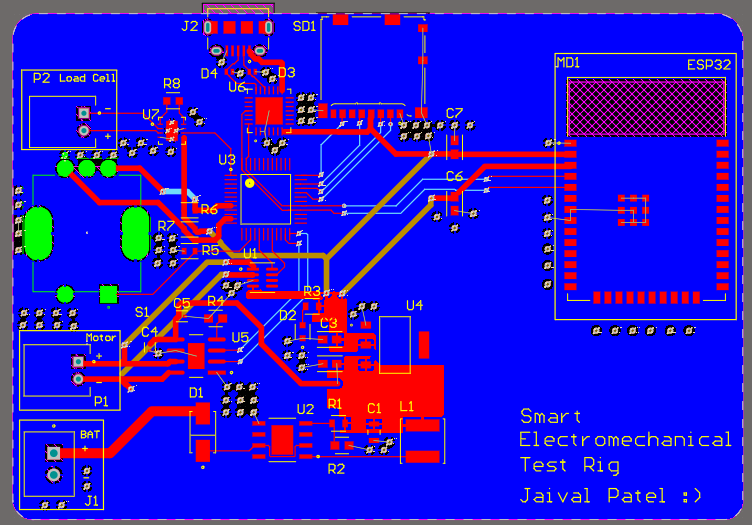 J2
SD1
MD1
ESP32
P2 Load Cell
D4
D3
U6
R8
U7
C7
U3
C6
R6
R7
R5
U1
S1
C5
R4
R3
D2
U4
C3
C4
U5
Motor
P1
D1
U2
R1
C1
L1
BAT
R2
J1
Smart
Electromechanical
Test Rig
Jaival Patel :)